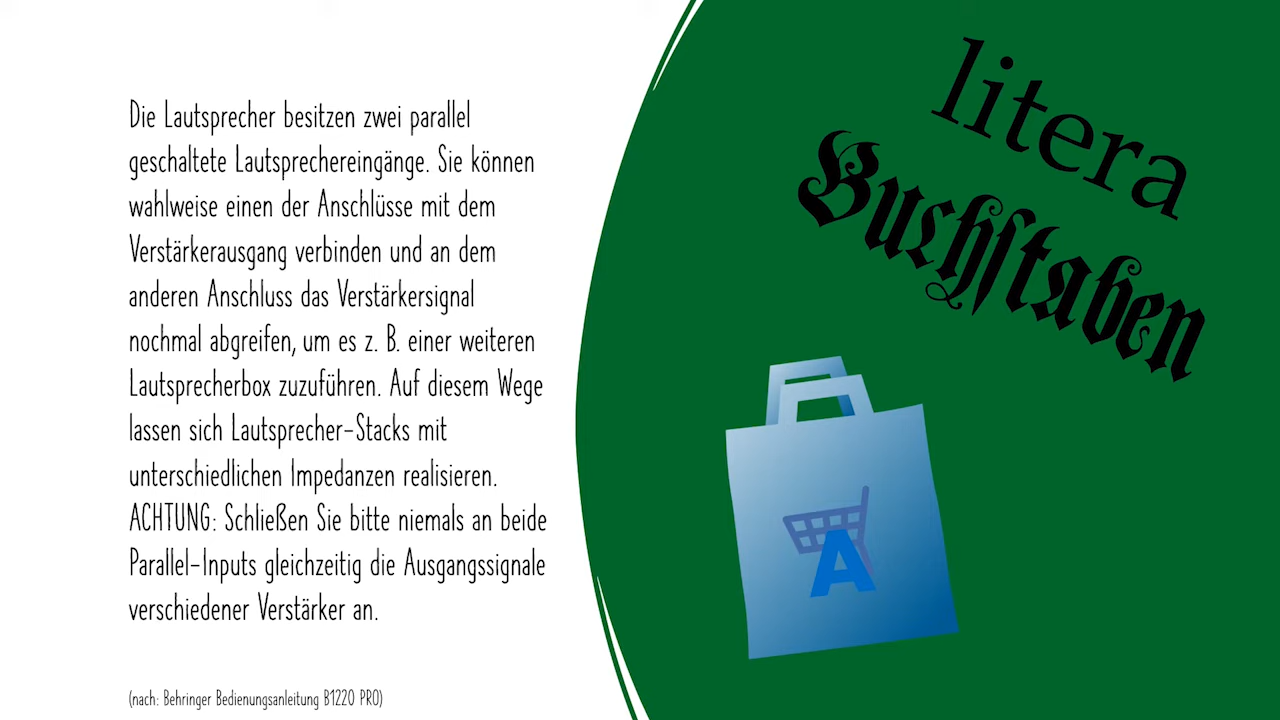 Die Lautsprecher besitzen zwei parallel
geschaltete Lautsprechereingänge. Sie können
wahlweise einen der Anschlüsse mit dem
Verstärkerausgang verbinden und an dem
anderen Anschluss das Verstärkersignal
nochmal abgreifen, um es z. B. einer weiteren
Lautsprecherbox zuzuführen. Auf diesem Wege
lassen sich Lautsprecher-Stacks mit
unterschiedlichen Impedanzen realisieren.
ACHTUNG: Schließen Sie bitte niemals an beide
Parallel-Inputs gleichzeitig die Ausgangssignale
verschiedener Verstärker an.
(nach: Behringer Bedienungsanleitung B1220 PRO)
litera
Buchſtaben
A